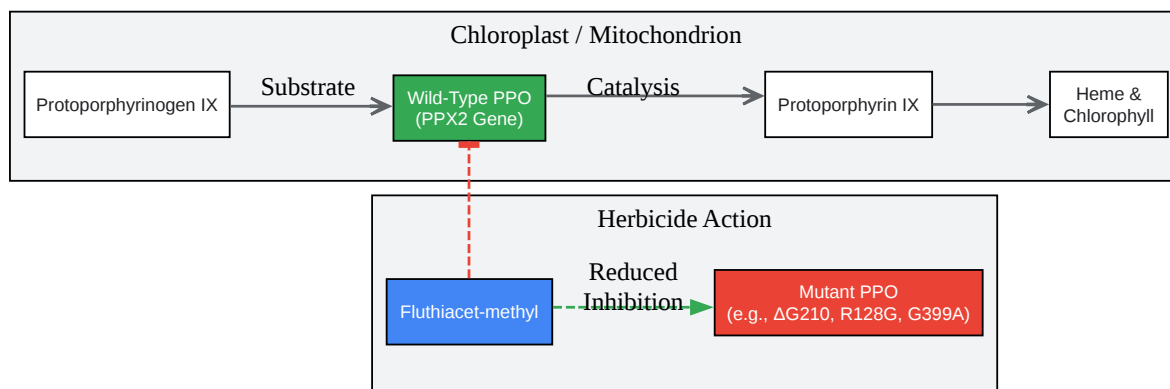 Chloroplast / Mitochondrion
Protoporphyrinogen IX
Substrate
Wild-Type PPO
(PPX2 Gene)
Catalysis
Protoporphyrin IX
Heme &
Chlorophyll
Herbicide Action
Fluthiacet-methyl
Reduced
Inhibition
Mutant PPO
(e.g., ΔG210, R128G, G399A)